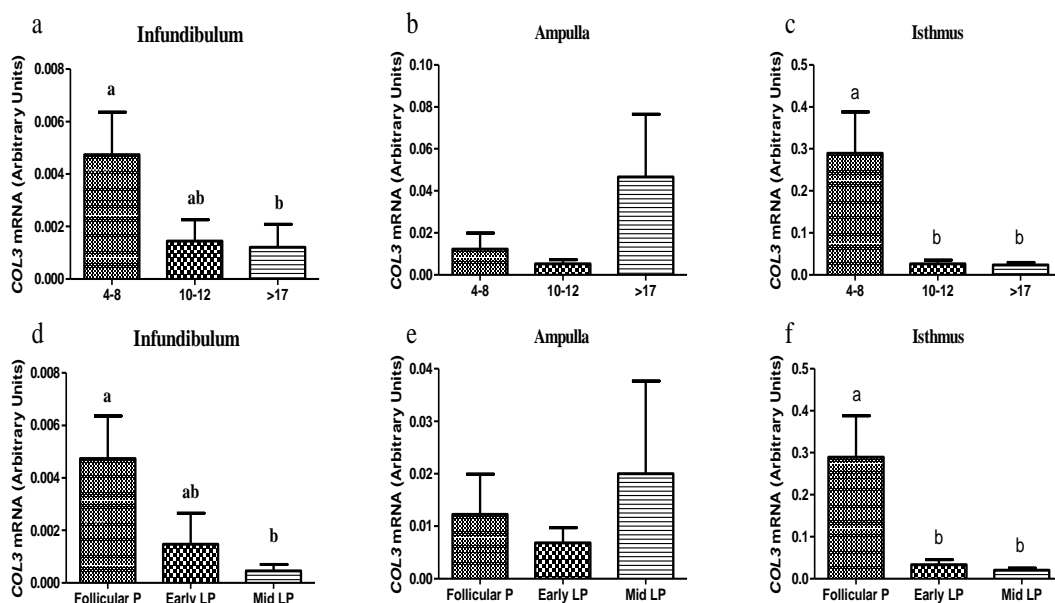 a
Infundibulum
COL3 mRNA (Arbitrary Units)
0.008
0.006
0.004
0.002
0.000
a
ab
b
4-8
10-12
>17
b
Ampulla
COL3 mRNA (Arbitrary Units)
0.10
0.08
0.06
0.04
0.02
0.00
4-8
10-12
>17
c
Isthmus
COL3 mRNA (Arbitrary Units)
0.5
0.4
0.3
0.2
0.1
0.0
a
b
b
4-8
10-12
>17
d
Infundibulum
COL3 mRNA (Arbitrary Units)
0.008
0.006
0.004
0.002
0.000
a
ab
b
Follicular P
Early LP
Mid LP
e
Ampulla
COL3 mRNA (Arbitrary Units)
0.04
0.03
0.02
0.01
0.00
Follicular P
Early LP
Mid LP
f
Isthmus
COL3 mRNA (Arbitrary Units)
0.5
0.4
0.3
0.2
0.1
0.0
a
b
b
Follicular P
Early LP
Mid LP